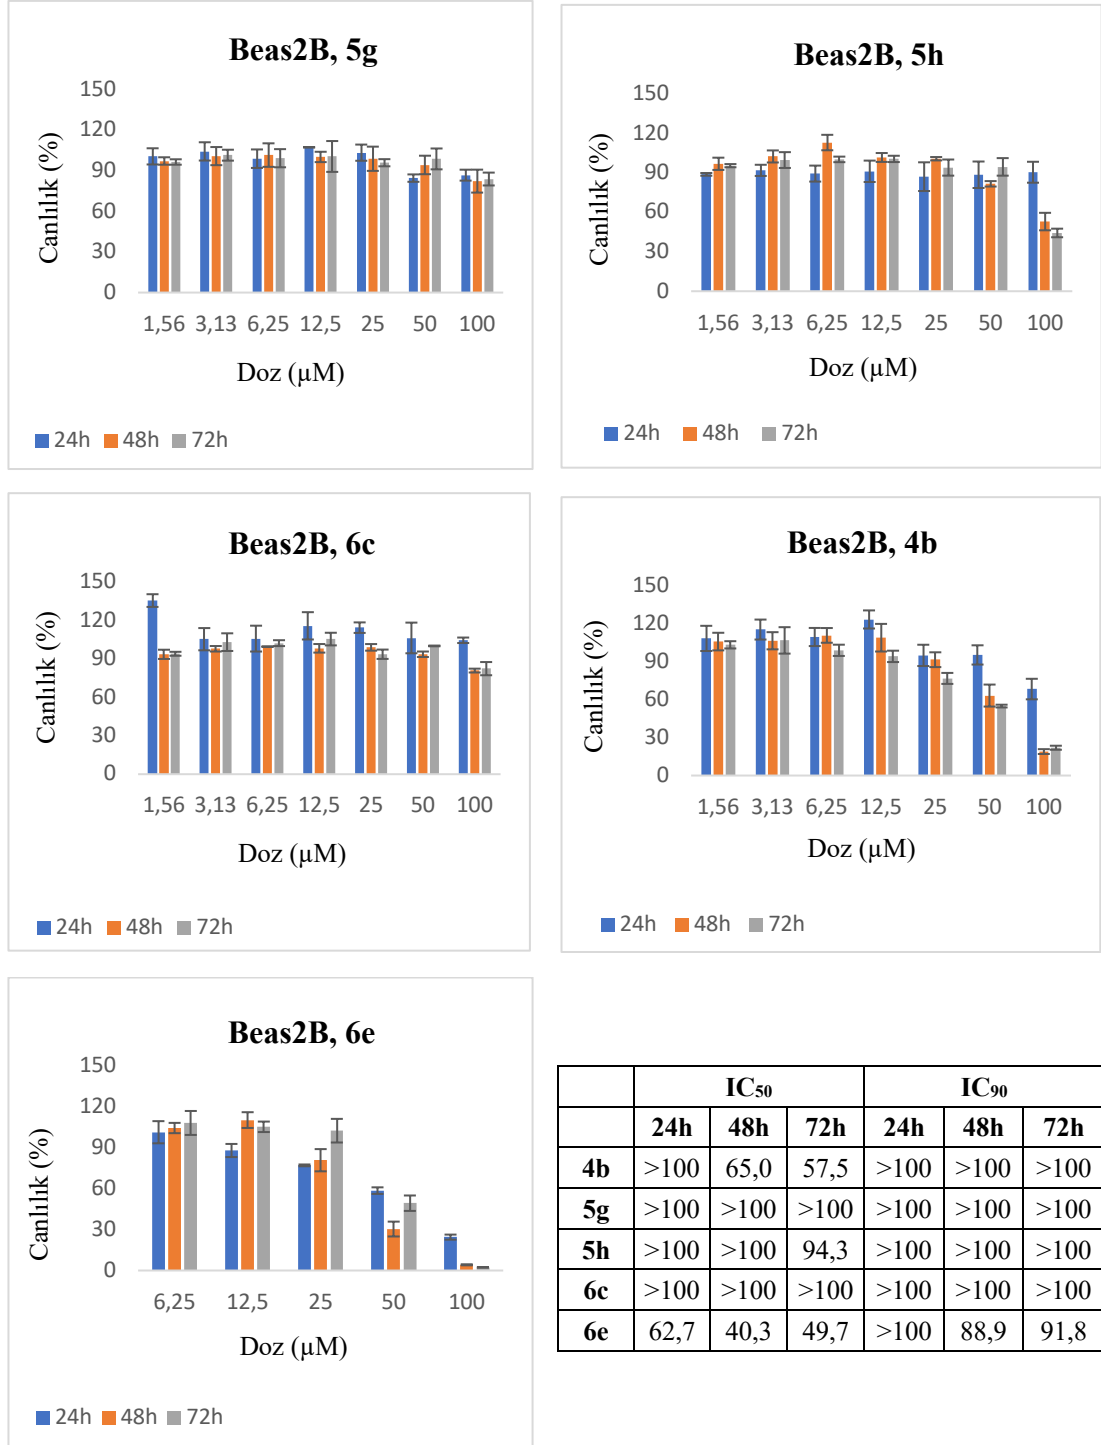 Beas2B, 5g
150
120
90
60
30
0
Canlılık (%)
1,56 3,13 6,25 12,5 25 50 100
Doz (µM)
24h 48h 72h
Beas2B, 5h
150
120
90
60
30
0
Canlılık (%)
1,56 3,13 6,25 12,5 25 50 100
Doz (µM)
24h 48h 72h
Beas2B, 6c
150
120
90
60
30
0
Canlılık (%)
1,56 3,13 6,25 12,5 25 50 100
Doz (µM)
24h 48h 72h
Beas2B, 4b
150
120
90
60
30
0
Canlılık (%)
1,56 3,13 6,25 12,5 25 50 100
Doz (µM)
24h 48h 72h
Beas2B, 6e
150
120
90
60
30
0
Canlılık (%)
6,25 12,5 25 50 100
Doz (µM)
24h 48h 72h
IC50 IC90
24h 48h 72h 24h 48h 72h
4b >100 65,0 57,5 >100 >100 >100
5g >100 >100 >100 >100 >100 >100
5h >100 >100 94,3 >100 >100 >100
6c >100 >100 >100 >100 >100 >100
6e 62,7 40,3 49,7 >100 88,9 91,8